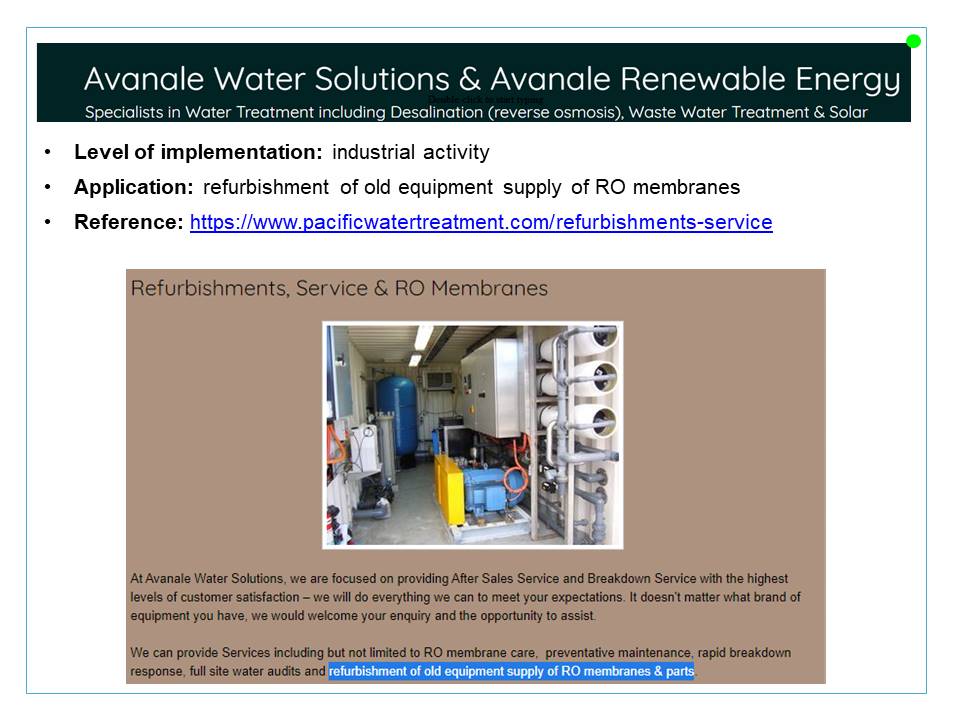 Avanale Water Solutions & Avanale Renewable Energy
Double click to start typing
Specialists in Water Treatment including Desalination (reverse osmosis), Waste Water Treatment & Solar
• Level of implementation: industrial activity
• Application: refurbishment of old equipment supply of RO membranes
• Reference: https://www.pacificwatertreatment.com/refurbishments-service
Refurbishments, Service & RO Membranes
At Avanale Water Solutions, we are focused on providing After Sales Service and Breakdown Service with the highest
levels of customer satisfaction – we will do everything we can to meet your expectations. It doesn't matter what brand of
equipment you have, we would welcome your enquiry and the opportunity to assist.
We can provide Services including but not limited to RO membrane care, preventative maintenance, rapid breakdown
response, full site water audits and refurbishment of old equipment supply of RO membranes & parts.